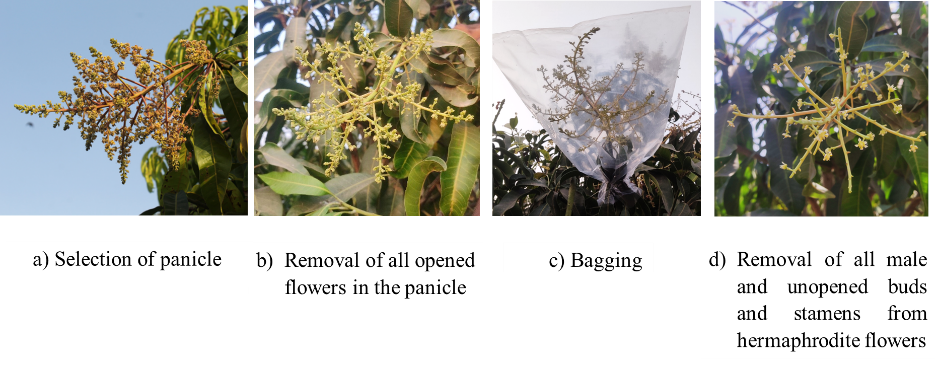 a) Selection of panicle
b) Removal of all opened
flowers in the panicle
c) Bagging
d) Removal of all male
and unopened buds
and stamens from
hermaphrodite flowers